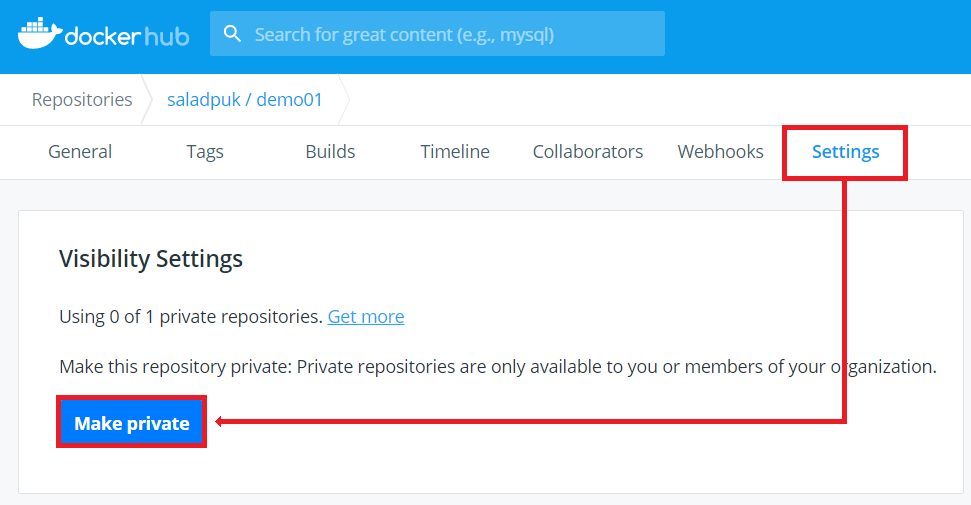 docker hub
Search for great content (e.g., mysql)
Repositories
saladpuk / demo01
General
Tags
Builds
Timeline
Collaborators
Webhooks
Settings
Visibility Settings
Using 0 of 1 private repositories. Get more
Make this repository private: Private repositories are only available to you or members of your organization.
Make private